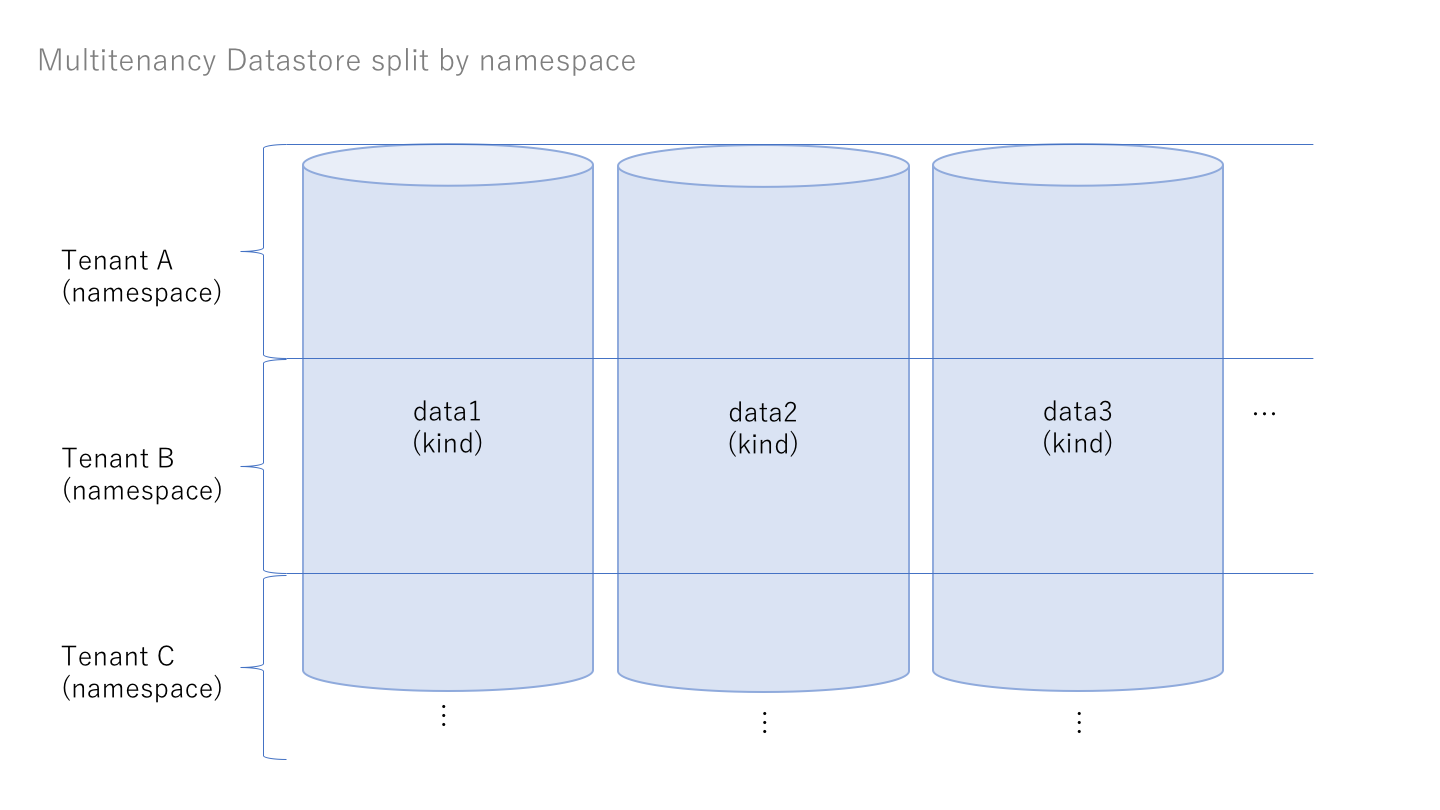 Multitenancy Datastore split by namespace
Tenant A
(namespace)
data1
(kind)
data2
(kind)
data3
(kind)
…
Tenant B
(namespace)
Tenant C
(namespace)
⋮
⋮
⋮